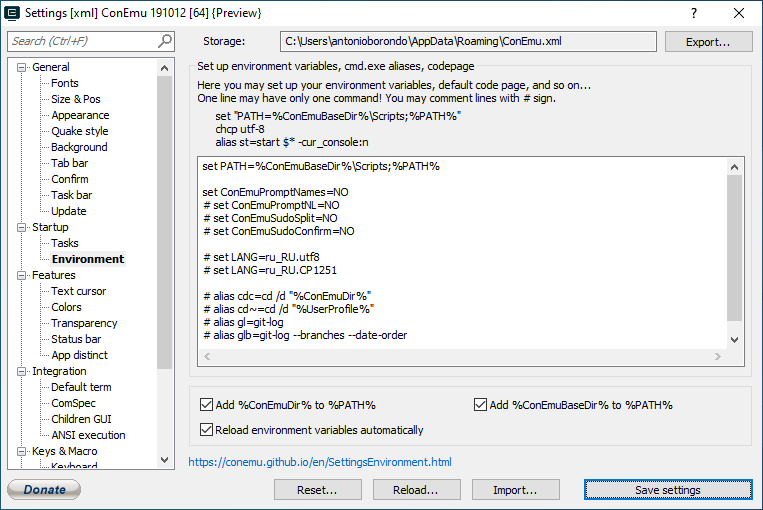 Settings [xml] ConEmu 191012 [64] {Preview}
?
Search (Ctrl+F)
Storage:
C:\Users\antonioborondo\AppData\Roaming\ConEmu.xml
Export...
General
Fonts
Size & Pos
Appearance
Quake style
Background
Tab bar
Confirm
Task bar
Update
Startup
Tasks
Environment
Features
Text cursor
Colors
Transparency
Status bar
App distinct
Integration
Default term
ComSpec
Children GUI
ANSI execution
Keys & Macro
Keyboard
Set up environment variables, cmd.exe aliases, codepage
Here you may set up your environment variables, default code page, and so on...
One line may have only one command! You may comment lines with # sign.
set "PATH=%ConEmuBaseDir%\Scripts;%PATH%"
chcp utf-8
alias st=start $* -cur_console:n
set PATH=%ConEmuBaseDir%\Scripts;%PATH%
set ConEmuPromptNames=NO
# set ConEmuPromptNL=NO
# set ConEmuSudoSplit=NO
# set ConEmuSudoConfirm=NO
# set LANG=ru_RU.utf8
# set LANG=ru_RU.CP1251
# alias cdc=cd /d "%ConEmuDir%"
# alias cd~=cd /d "%UserProfile%"
# alias gl=git-log
# alias glb=git-log --branches --date-order
Add %ConEmuDir% to %PATH%
Add %ConEmuBaseDir% to %PATH%
Reload environment variables automatically
https://conemu.github.io/en/SettingsEnvironment.html
Donate
Reset...
Reload...
Import...
Save settings